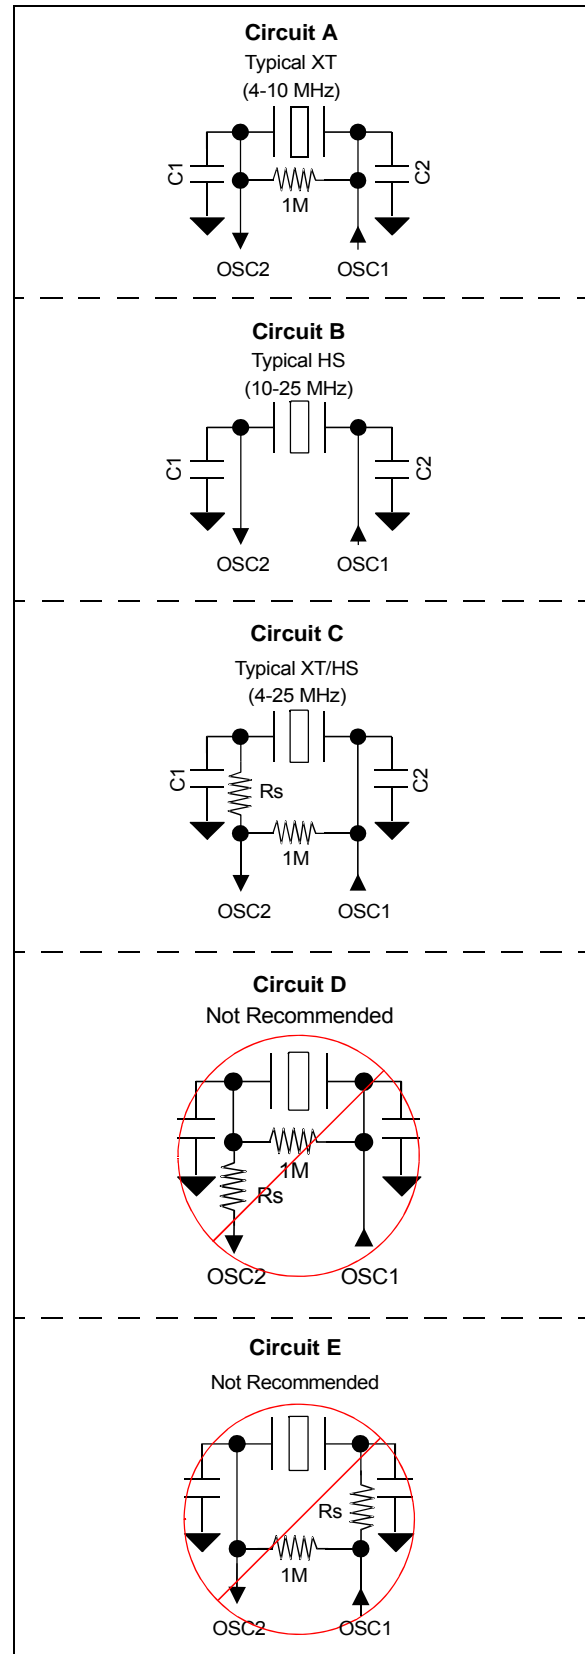 Circuit A
Typical XT
(4-10 MHz)
C1
C2
1M
OSC2 OSC1
Circuit B
Typical HS
(10-25 MHz)
C1
C2
OSC2 OSC1
Circuit C
Typical XT/HS
(4-25 MHz)
C1
Rs
C2
1M
OSC2 OSC1
Circuit D
Not Recommended
1M
Rs
OSC2 OSC1
Circuit E
Not Recommended
Rs
1M
OSC2 OSC1